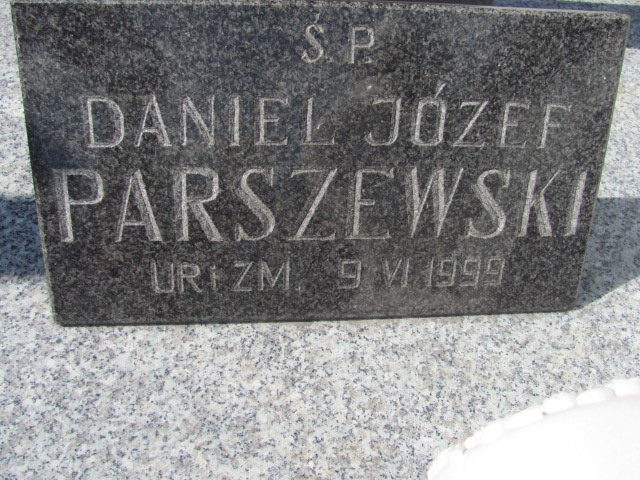 Ś.P.
DANIEL JÓZEF
PARSZEWSKI
UR i ZM. 9 VI 1999